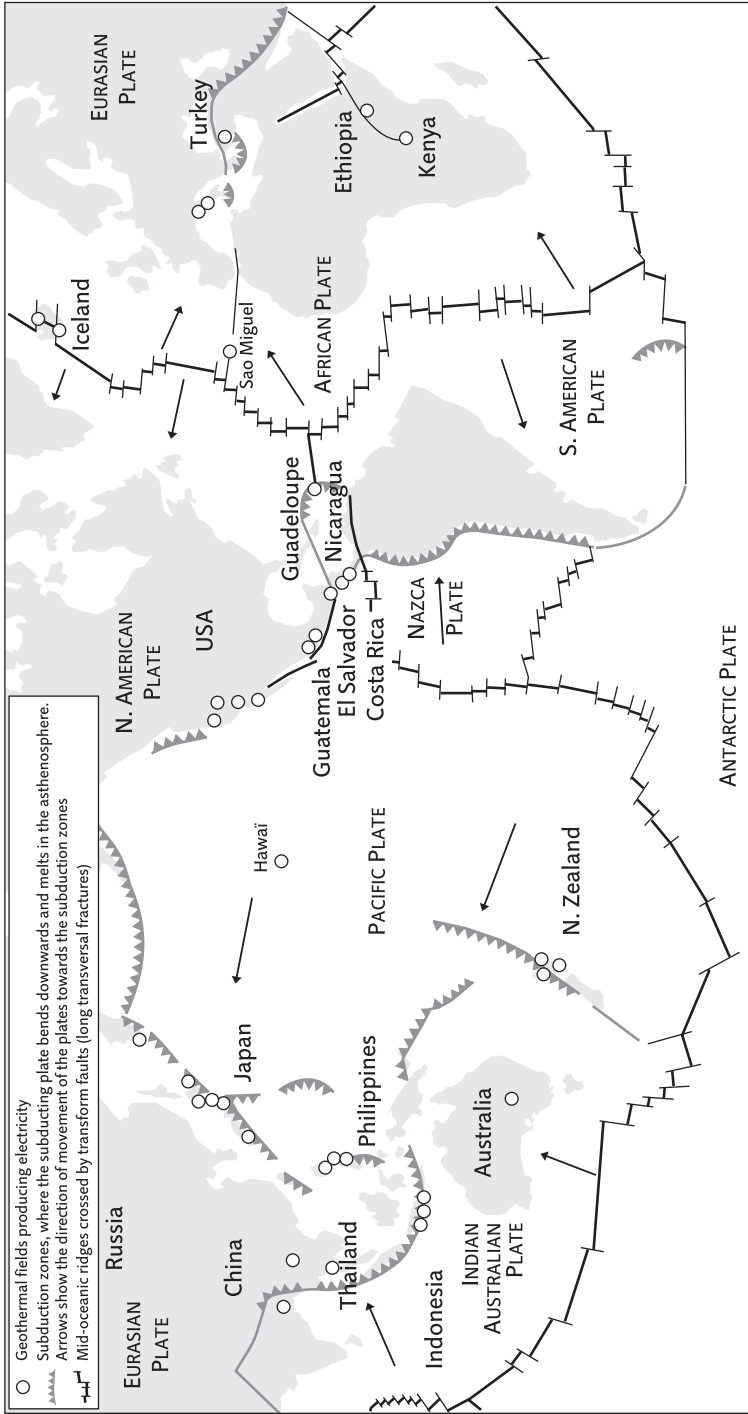 Geothermal fields producing electricity
Subduction zones, where the subducting plate bends downwards and melts in the asthenosphere.
Arrows show the direction of movement of the plates towards the subduction zones
Mid-oceanic ridges crossed by transform faults (long transversal fractures)
EURASIAN
PLATE
Russia
China
Thailand
Indonesia
INDIAN
AUSTRALIAN
PLATE
Australia
Philippines
Japan
N. Zealand
PACIFIC PLATE
Hawaï
ANTARCTIC PLATE
N. AMERICAN
PLATE
USA
Guatemala
El Salvador
Costa Rica
NAZCA
PLATE
Nicaragua
Guadeloupe
S. AMERICAN
PLATE
AFRICAN PLATE
Sao Miguel
Iceland
Turkey
EURASIAN
PLATE
Ethiopia
Kenya